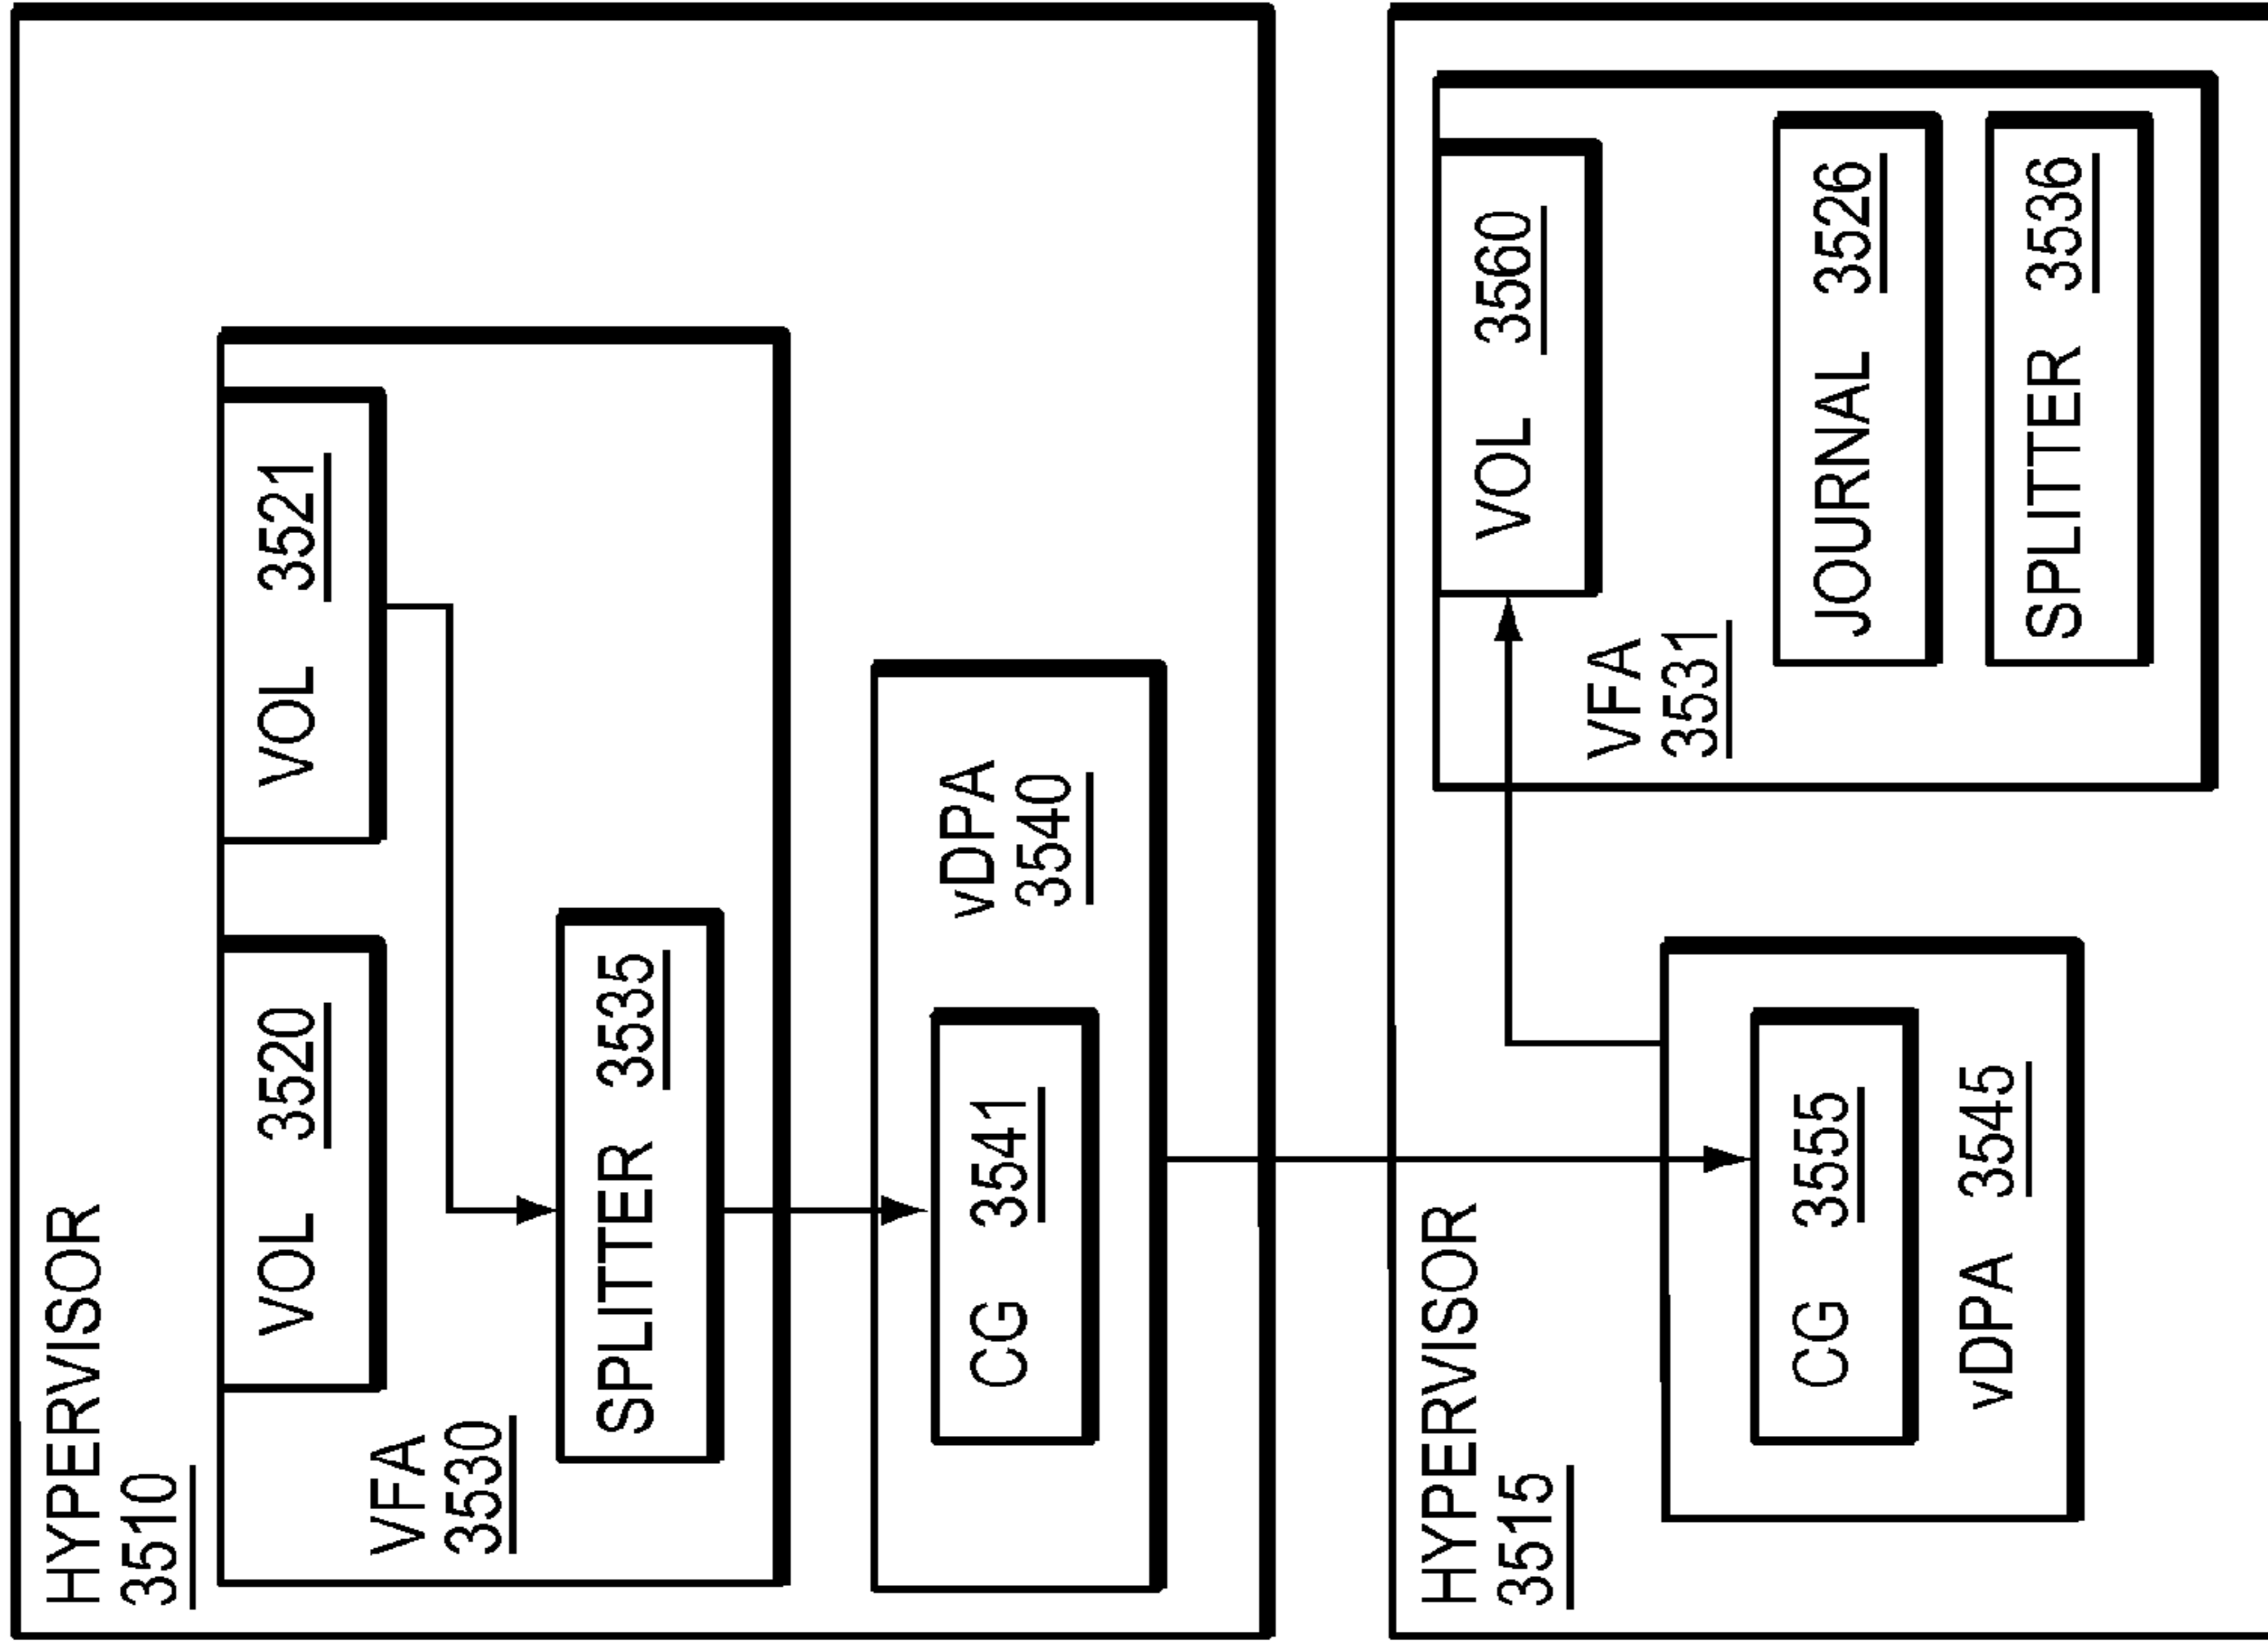 HYPERVISOR
3510
VOL 3520
VOL 3521
VFA
3530
SPLITTER 3535
vDPA
3540
CG 3541
HYPERVISOR
3515
VOL 3560
VFA
3531
JOURNAL 3526
SPLITTER 3536
CG 3555
vDPA 3545